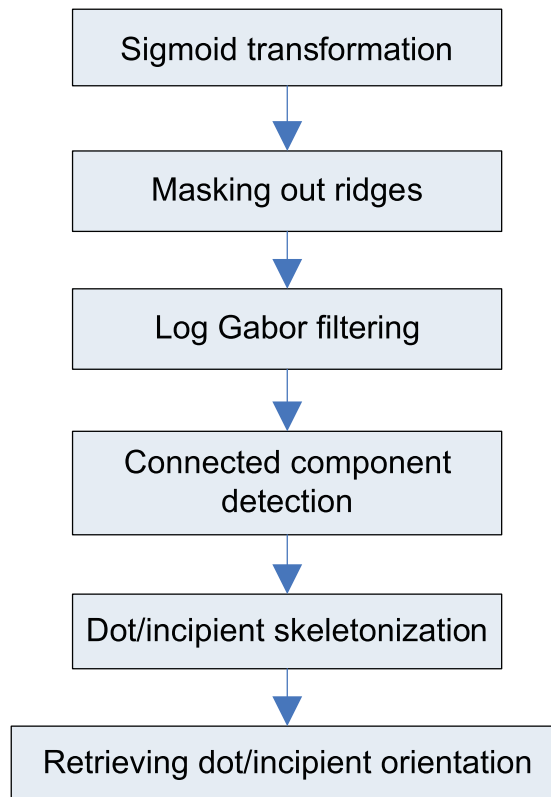 Sigmoid transformation
Masking out ridges
Log Gabor filtering
Connected component
detection
Dot/incipient skeletonization
Retrieving dot/incipient orientation